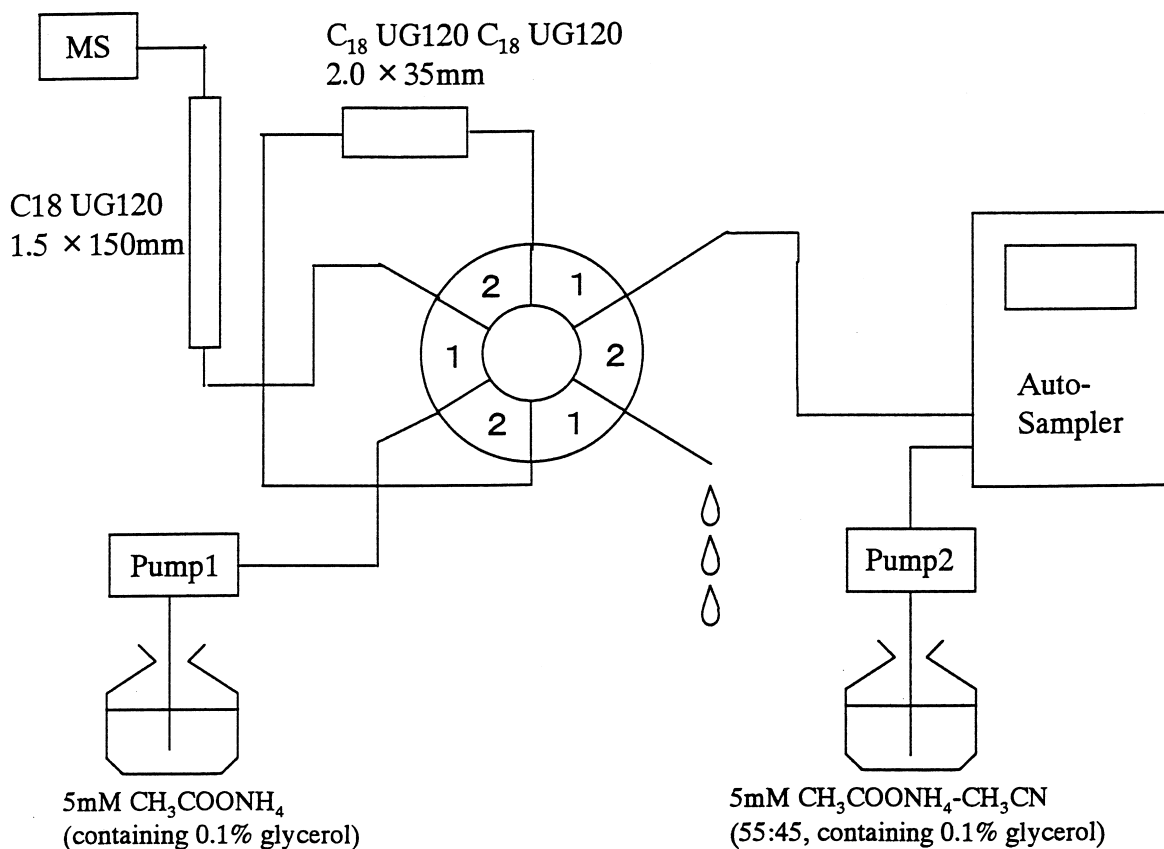 MS
C₁₈ UG120 C₁₈ UG120
2.0 × 35mm
C18 UG120
1.5 × 150mm
2
1
1
2
2
1
Auto-
Sampler
Pump1
Pump2
5mM CH₃COONH₄
(containing 0.1% glycerol)
5mM CH₃COONH₄-CH₃CN
(55:45, containing 0.1% glycerol)